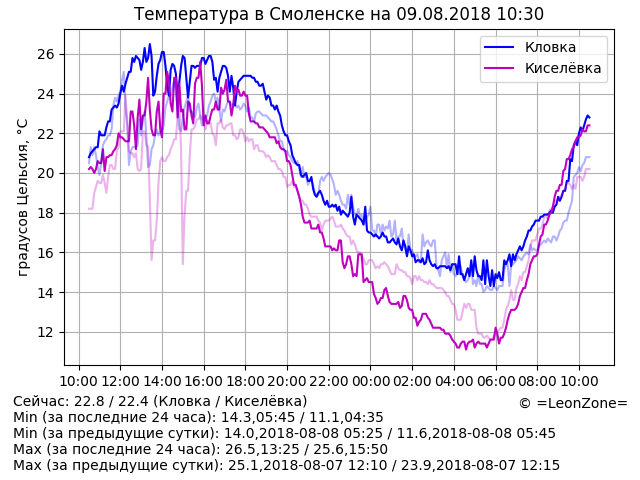 Температура в Смоленске на 09.08.2018 10:30
Кловка
Киселёвка
градусов Цельсия, °C
26
24
22
20
18
16
14
12
10:00 12:00 14:00 16:00 18:00 20:00 22:00 00:00 02:00 04:00 06:00 08:00 10:00
Сейчас: 22.8 / 22.4 (Кловка / Киселёвка)
© =LeonZone=
Min (за последние 24 часа): 14.3,05:45 / 11.1,04:35
Min (за предыдущие сутки): 14.0,2018-08-08 05:25 / 11.6,2018-08-08 05:45
Max (за последние 24 часа): 26.5,13:25 / 25.6,15:50
Max (за предыдущие сутки): 25.1,2018-08-07 12:10 / 23.9,2018-08-07 12:15